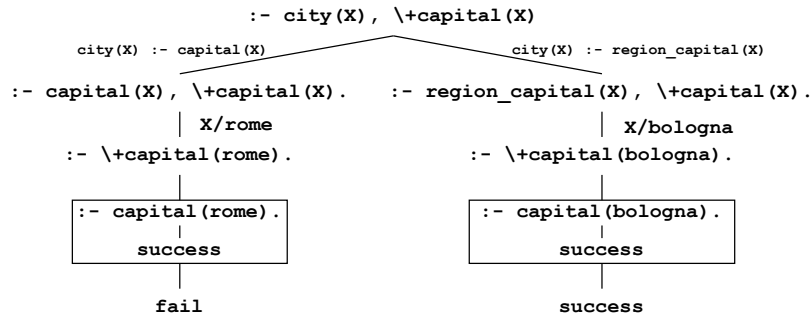 :- city(X), \+capital(X)
city(X) :- capital(X) city(X) :- region_capital(X)
:- capital(X), \+capital(X). :- region_capital(X), \+capital(X).
X/rome X/bologna
:- \+capital(rome). :- \+capital(bologna).
:- capital(rome). :- capital(bologna).
success success
fail success